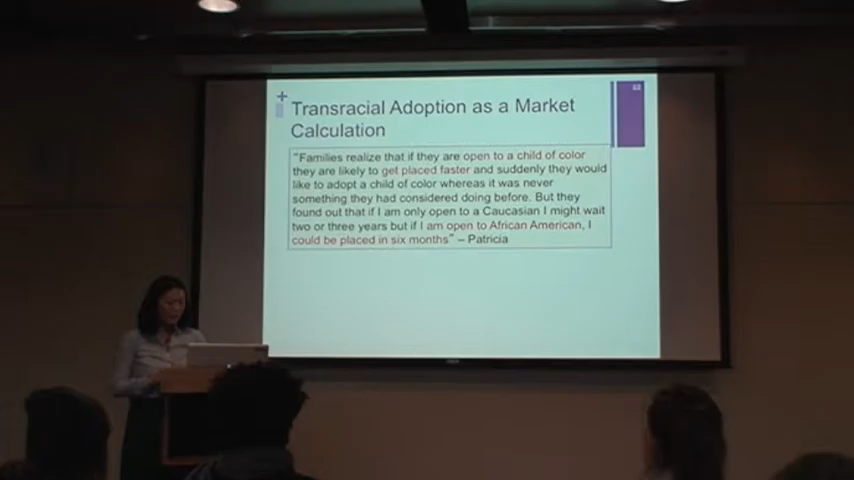 22
+
Transracial Adoption as a Market
Calculation
"Families realize that if they are open to a child of color
they are likely to get placed faster and suddenly they would
like to adopt a child of color whereas it was never
something they had considered doing before. But they
found out that if I am only open to a Caucasian I might wait
two or three years but if I am open to African American, I
could be placed in six months" – Patricia